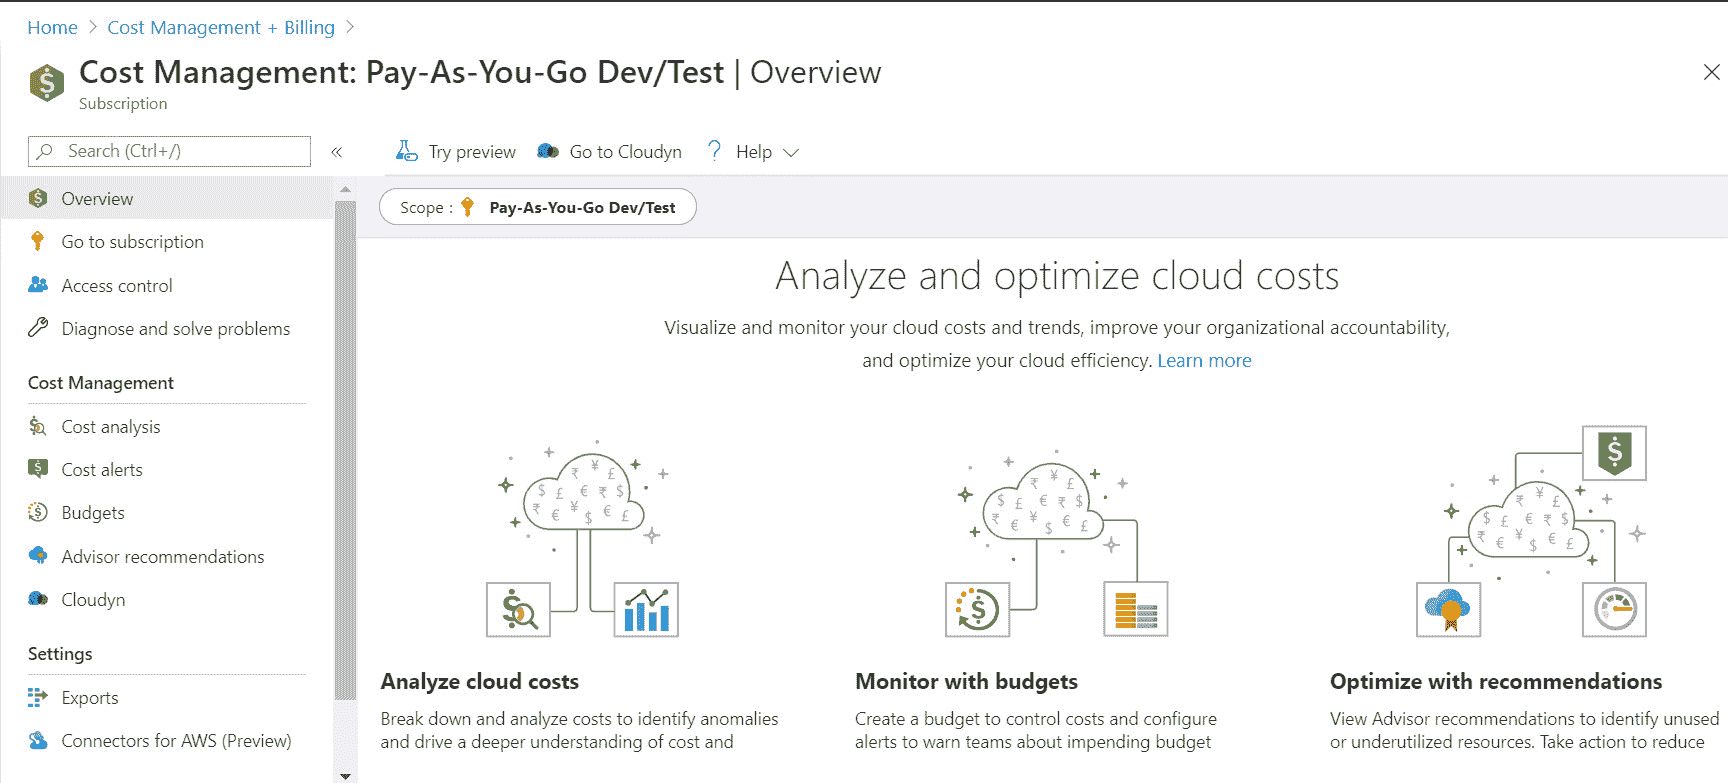 Home > Cost Management + Billing >
Cost Management: Pay-As-You-Go Dev/Test | Overview
Subscription
Search (Ctrl+/)
«
Try preview
Go to Cloudyn
? Help
Overview
Go to subscription
Access control
Diagnose and solve problems
Cost Management
Cost analysis
Cost alerts
Budgets
Advisor recommendations
Cloudyn
Settings
Exports
Connectors for AWS (Preview)
Scope : Pay-As-You-Go Dev/Test
Analyze and optimize cloud costs
Visualize and monitor your cloud costs and trends, improve your organizational accountability,
and optimize your cloud efficiency. Learn more
Analyze cloud costs
Break down and analyze costs to identify anomalies
and drive a deeper understanding of cost and
Monitor with budgets
Create a budget to control costs and configure
alerts to warn teams about impending budget
Optimize with recommendations
View Advisor recommendations to identify unused
or underutilized resources. Take action to reduce